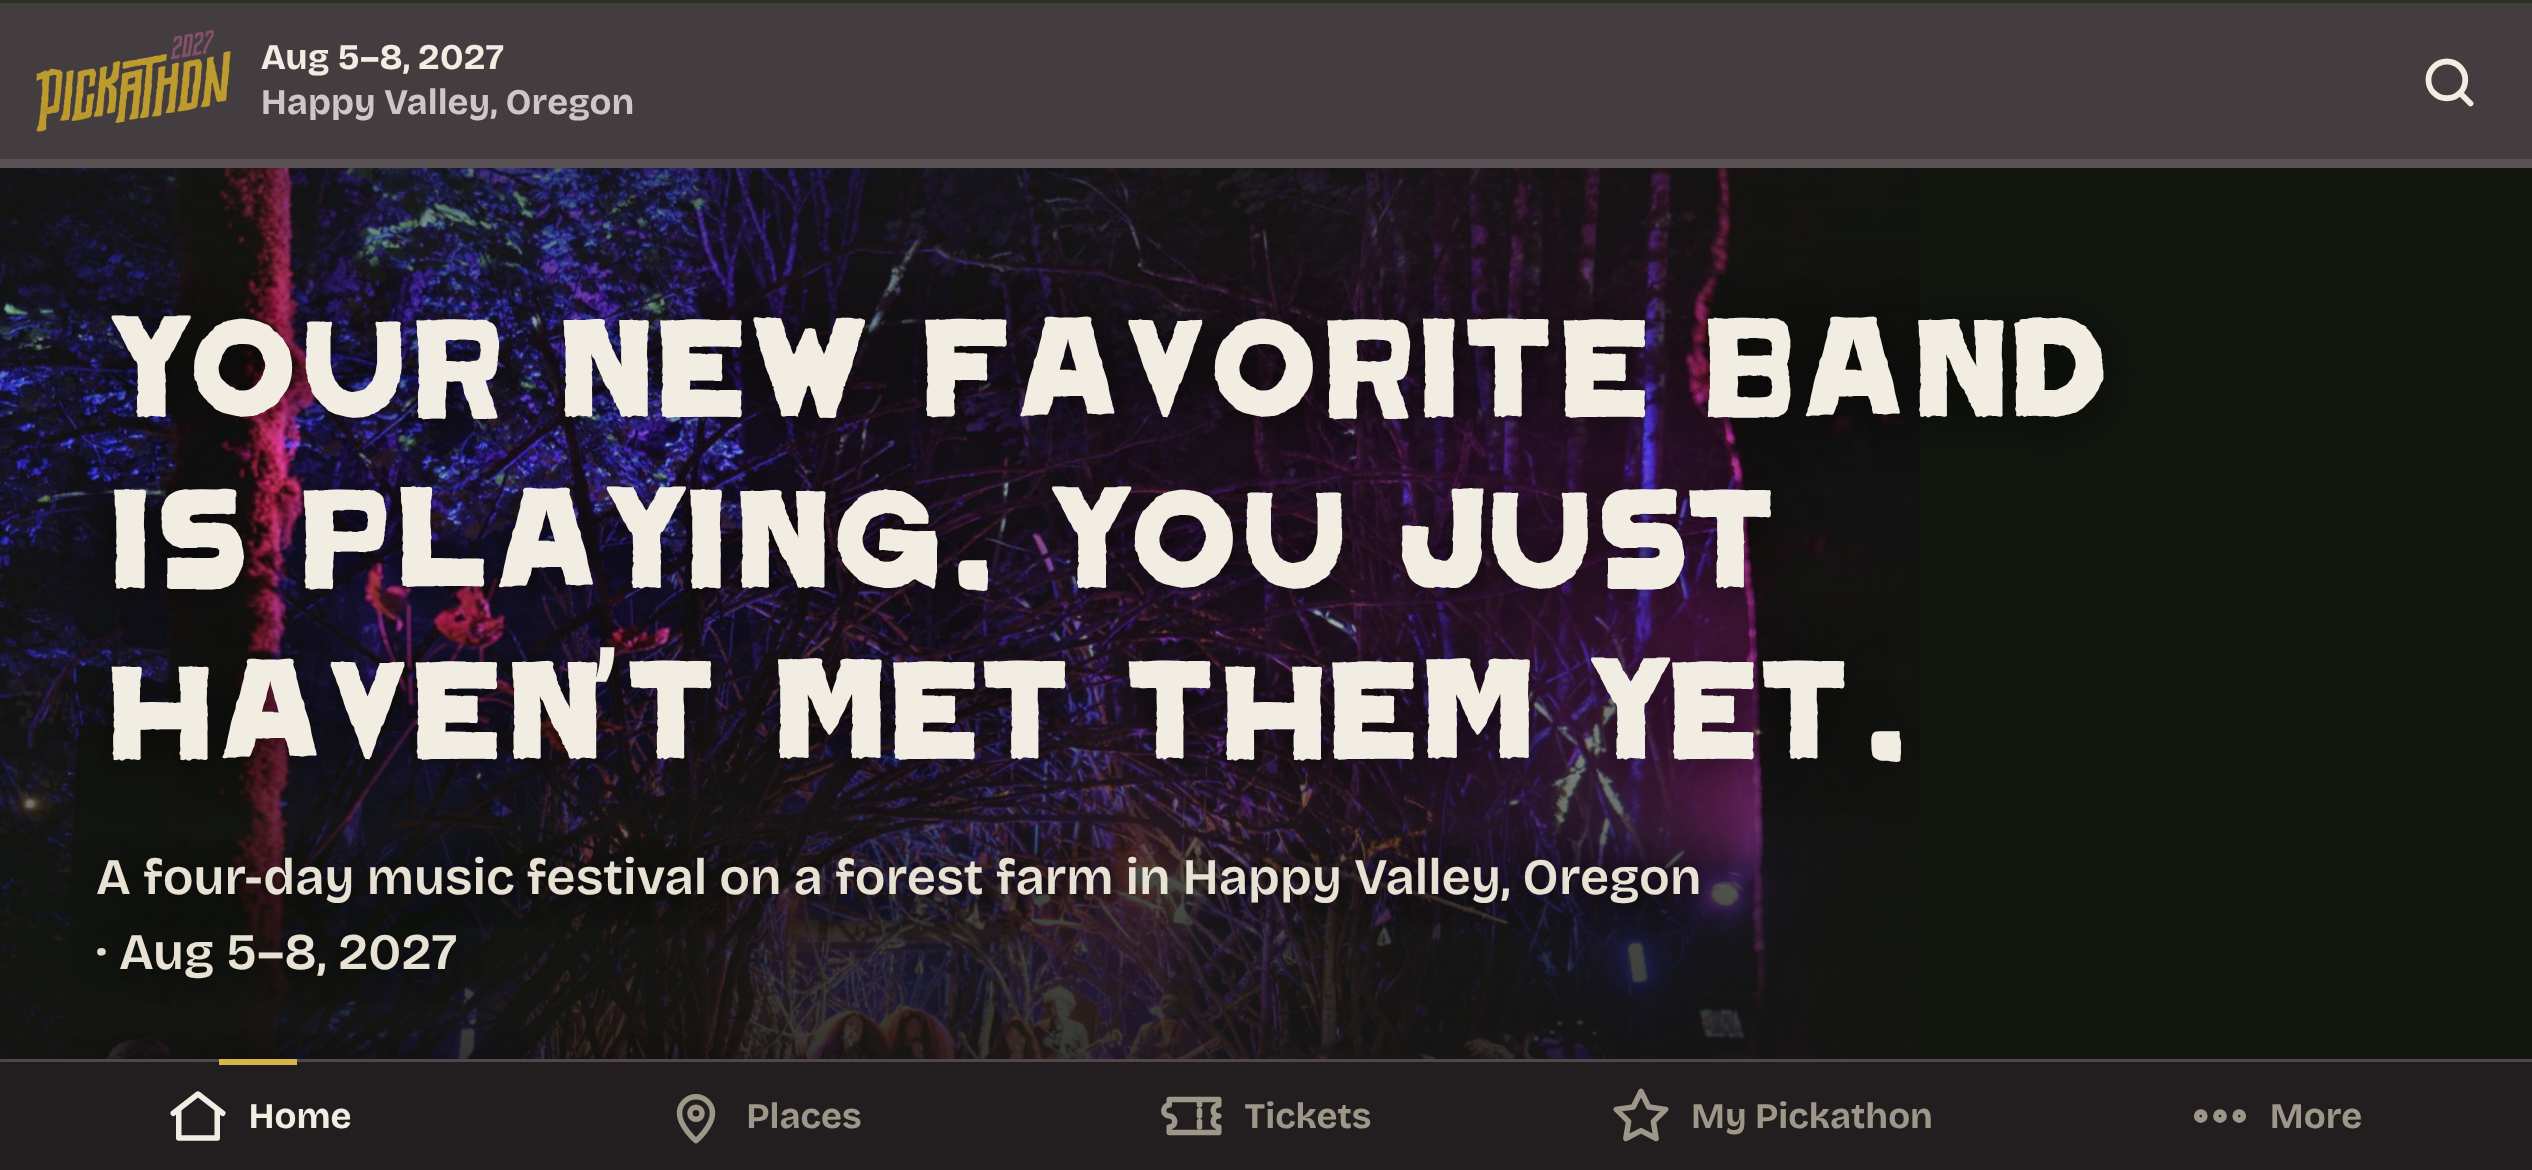 2027
PICKATHON
Aug 5–8, 2027
Happy Valley, Oregon
YOUR NEW FAVORITE BAND
IS PLAYING. YOU JUST
HAVEN'T MET THEM YET.
A four-day music festival on a forest farm in Happy Valley, Oregon
· Aug 5–8, 2027
Home
Places
Tickets
My Pickathon
More